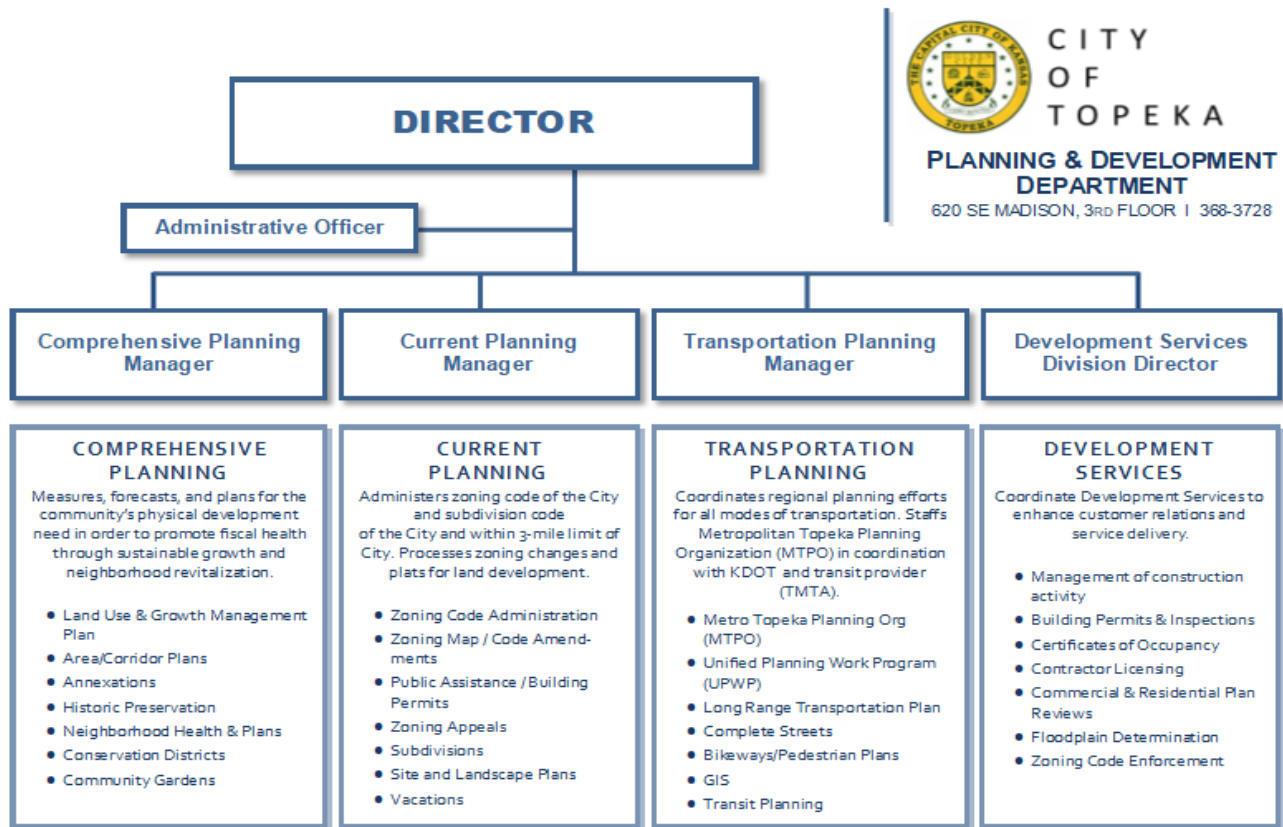 THE CAPITAL CITY OF KANSAS
TOPEKA
CITY
OF
TOPEKA
PLANNING & DEVELOPMENT
DEPARTMENT
620 SE MADISON, 3RD FLOOR I 368-3728
DIRECTOR
Administrative Officer
Comprehensive Planning
Manager
Current Planning
Manager
Transportation Planning
Manager
Development Services
Division Director
COMPREHENSIVE
PLANNING
Measures, forecasts, and plans for the
community's physical development
need in order to promote fiscal health
through sustainable growth and
neighborhood revitalization.
• Land Use & Growth Management
Plan
• Area/Corridor Plans
• Annexations
• Historic Preservation
• Neighborhood Health & Plans
• Conservation Districts
• Community Gardens
CURRENT
PLANNING
Administers zoning code of the City
and subdivision code
of the City and within 3-mile limit of
City. Processes zoning changes and
plats for land development.
• Zoning Code Administration
• Zoning Map / Code Amend-
ments
• Public Assistance / Building
Permits
• Zoning Appeals
• Subdivisions
• Site and Landscape Plans
• Vacations
TRANSPORTATION
PLANNING
Coordinates regional planning efforts
for all modes of transportation. Staffs
Metropolitan Topeka Planning
Organization (MTPO) in coordination
with KDOT and transit provider
(TMTA).
• Metro Topeka Planning Org
(MTPO)
• Unified Planning Work Program
(UPWP)
• Long Range Transportation Plan
• Complete Streets
• Bikeways/Pedestrian Plans
• GIS
• Transit Planning
DEVELOPMENT
SERVICES
Coordinate Development Services to
enhance customer relations and
service delivery.
• Management of construction
activity
• Building Permits & Inspections
• Certificates of Occupancy
• Contractor Licensing
• Commercial & Residential Plan
Reviews
• Floodplain Determination
• Zoning Code Enforcement